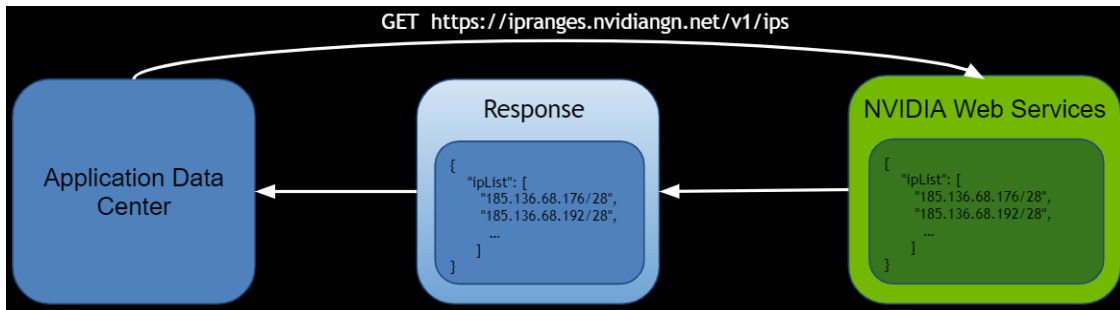 GET https://ipranges.nvidiangn.net/v1/ips
Application Data
Center
Response
{
"ipList": [
"185.136.68.176/28",
"185.136.68.192/28",
...
]
}
NVIDIA Web Services
{
"ipList": [
"185.136.68.176/28",
"185.136.68.192/28",
...
]
}